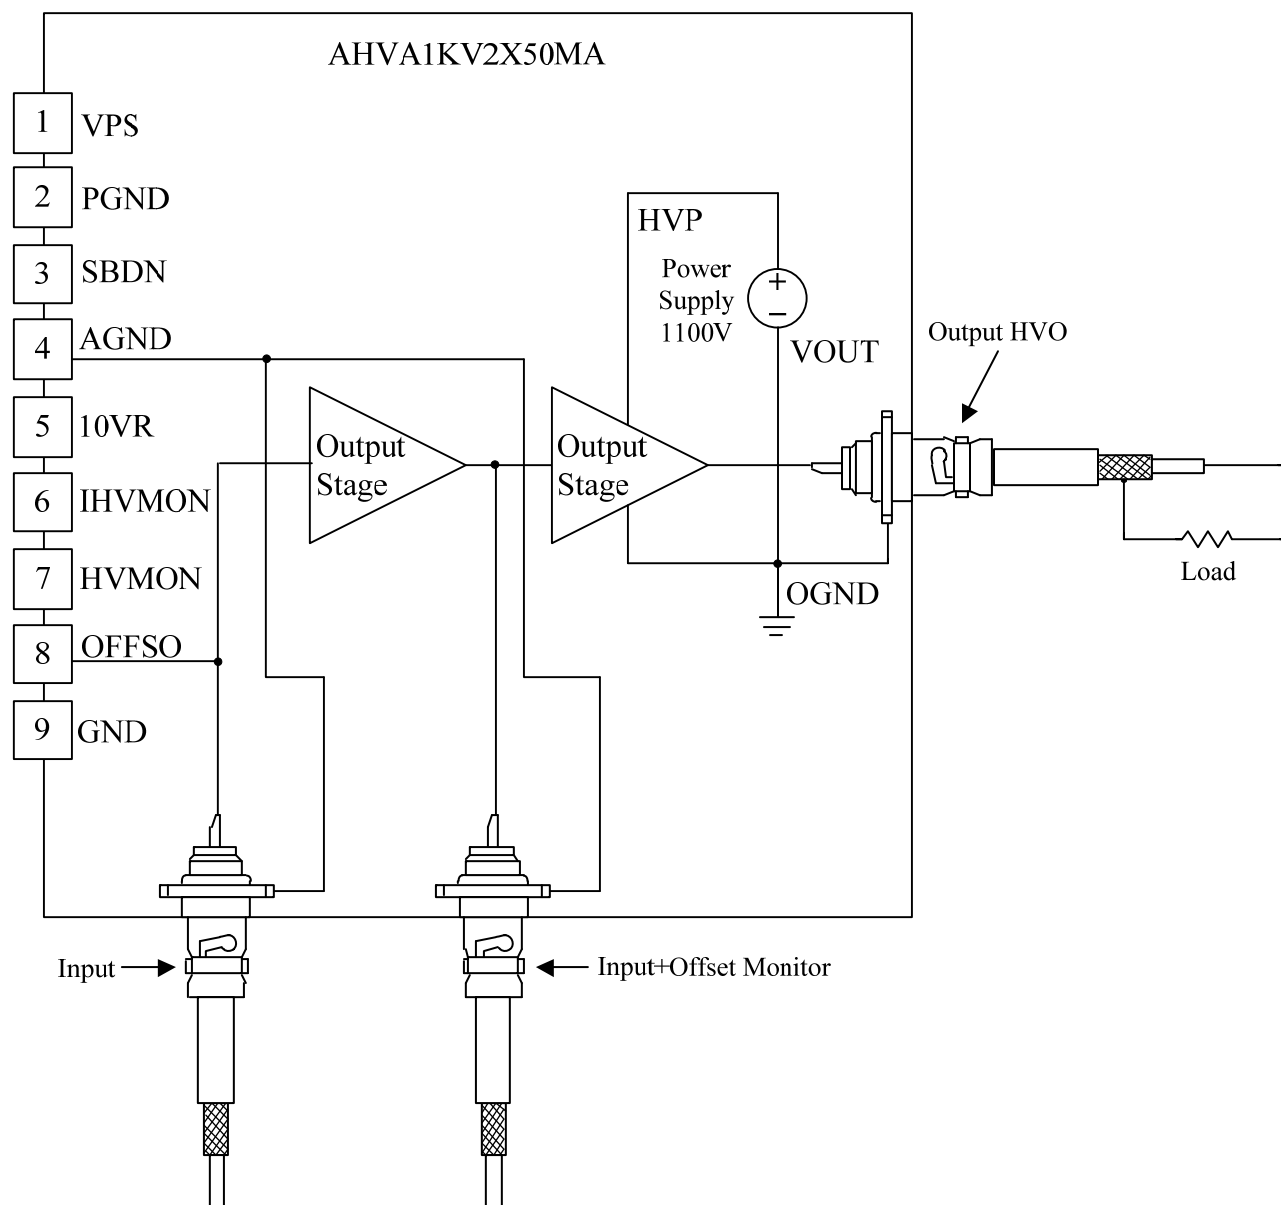 AHVA1KV2X50MA
1 VPS
2 PGND
3 SBDN
4 AGND
5 10VR
6 IHVMON
7 HVMON
8 OFFSO
9 GND
HVP
Power
Supply
1100V
+
−
VOUT
Output
Stage
Output
Stage
OGND
Output HVO
Load
Input
Input+Offset Monitor